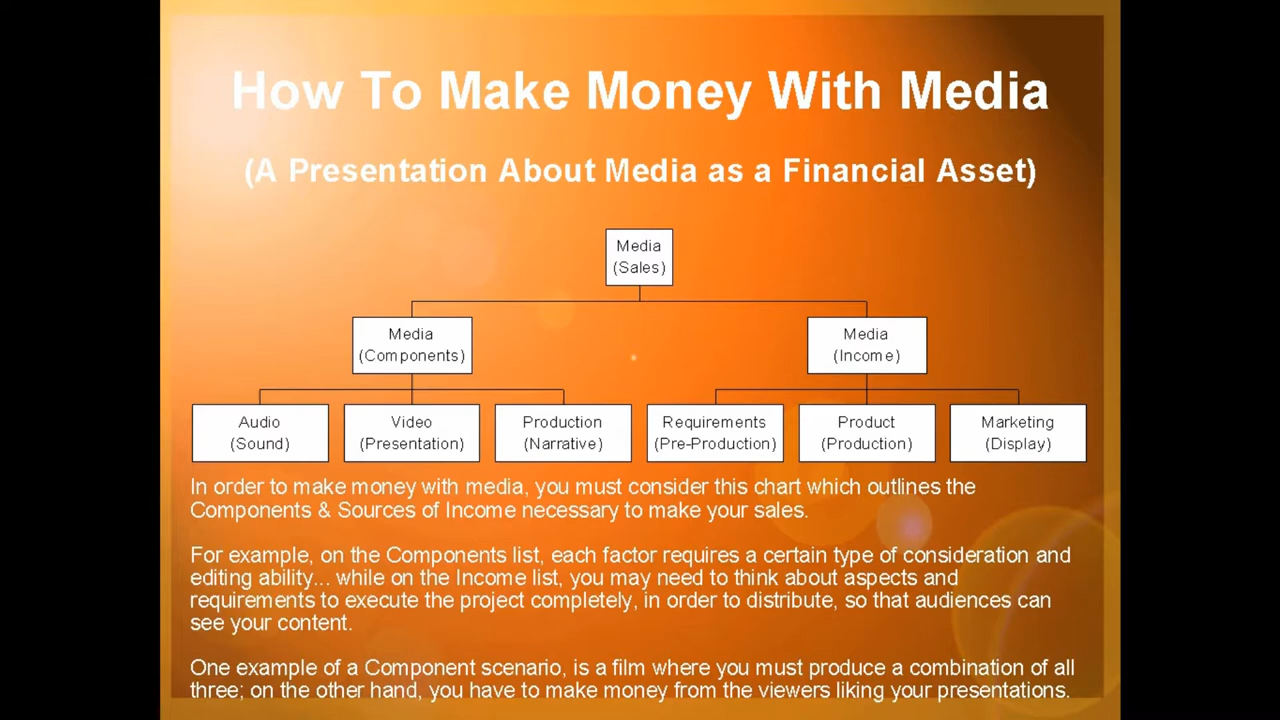 How To Make Money With Media
(A Presentation About Media as a Financial Asset)
Media
(Sales)
Media
(Components)
Media
(Income)
Audio
(Sound)
Video
(Presentation)
Production
(Narrative)
Requirements
(Pre-Production)
Product
(Production)
Marketing
(Display)
In order to make money with media, you must consider this chart which outlines the
Components & Sources of Income necessary to make your sales.
For example, on the Components list, each factor requires a certain type of consideration and
editing ability... while on the Income list, you may need to think about aspects and
requirements to execute the project completely, in order to distribute, so that audiences can
see your content.
One example of a Component scenario, is a film where you must produce a combination of all
three; on the other hand, you have to make money from the viewers liking your presentations.